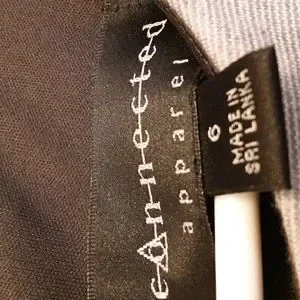 cOnnected
apparel
6
MADE IN
SRI LANKA